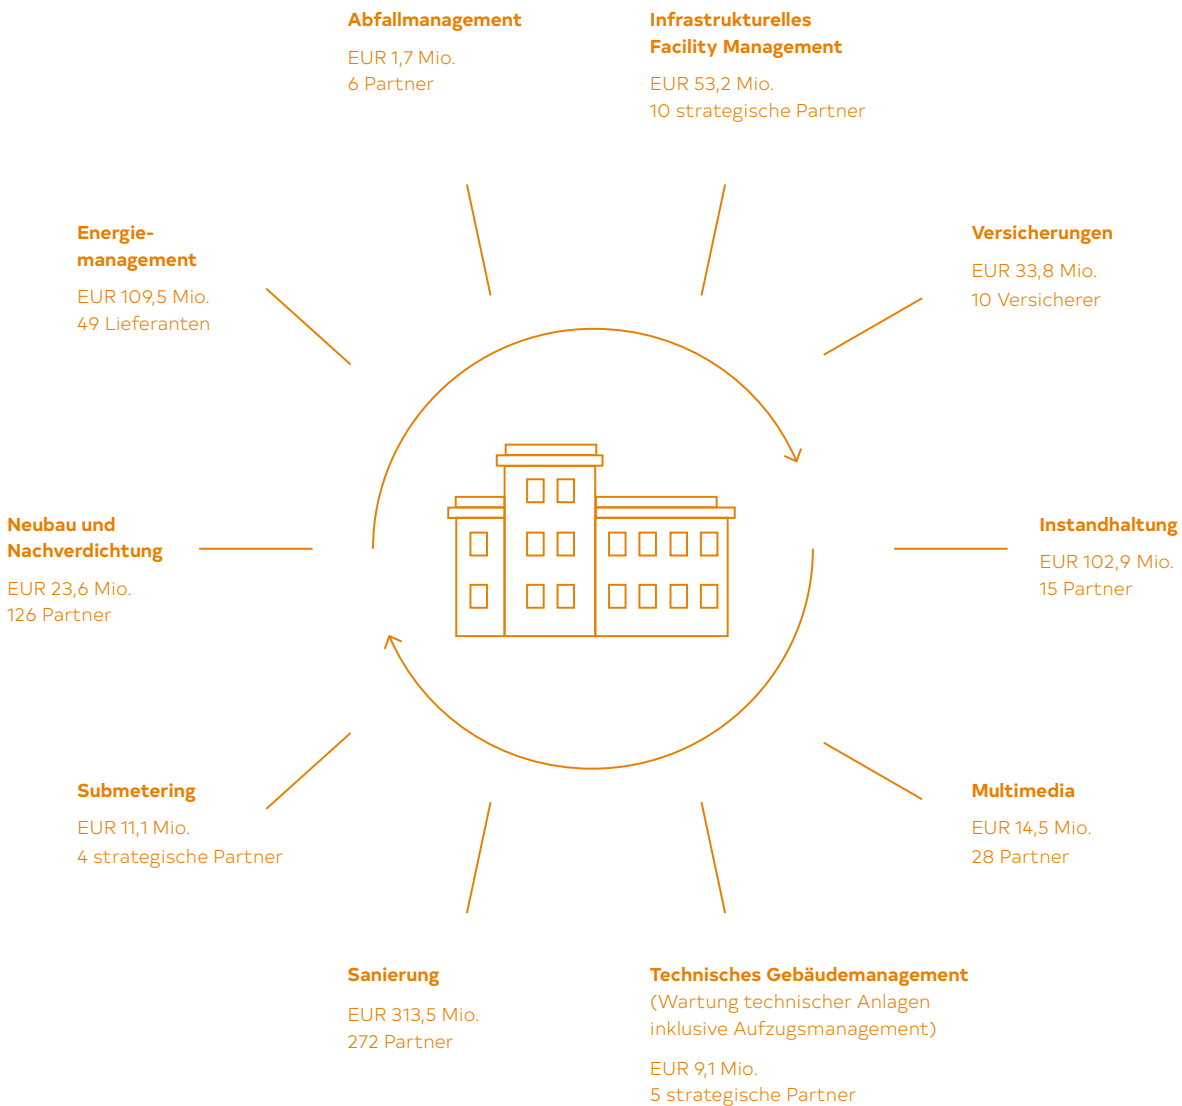 Abfallmanagement
EUR 1,7 Mio.
6 Partner
Infrastrukturelles
Facility Management
EUR 53,2 Mio.
10 strategische Partner
Energie-
management
EUR 109,5 Mio.
49 Lieferanten
Versicherungen
EUR 33,8 Mio.
10 Versicherer
Neubau und
Nachverdichtung
EUR 23,6 Mio.
126 Partner
Instandhaltung
EUR 102,9 Mio.
15 Partner
Submetering
EUR 11,1 Mio.
4 strategische Partner
Multimedia
EUR 14,5 Mio.
28 Partner
Sanierung
EUR 313,5 Mio.
272 Partner
Technisches Gebäudemanagement
(Wartung technischer Anlagen
inklusive Aufzugsmanagement)
EUR 9,1 Mio.
5 strategische Partner